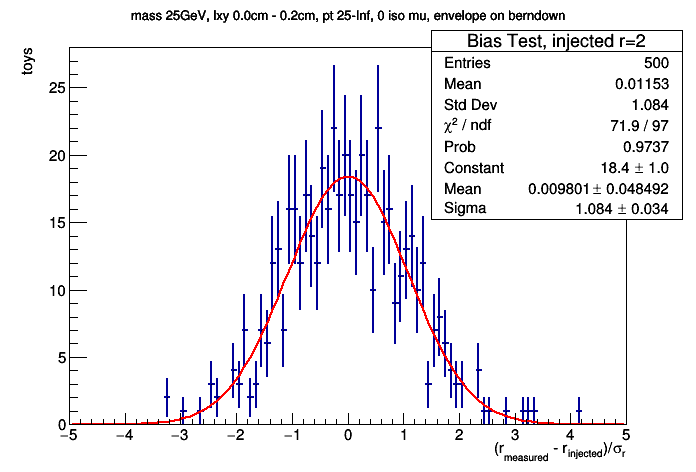 mass 25GeV, lxy 0.0cm - 0.2cm, pt 25-Inf, 0 iso mu, envelope on berndown
toys
Bias Test, injected r=2
Entries 500
Mean 0.01153
Std Dev 1.084
χ² / ndf 71.9 / 97
Prob 0.9737
Constant 18.4 ± 1.0
Mean 0.009801 ± 0.048492
Sigma 1.084 ± 0.034
25
20
15
10
5
0
−5 −4 −3 −2 −1 0 1 2 3 4 5
(r_measured - r_injected)/σ_r